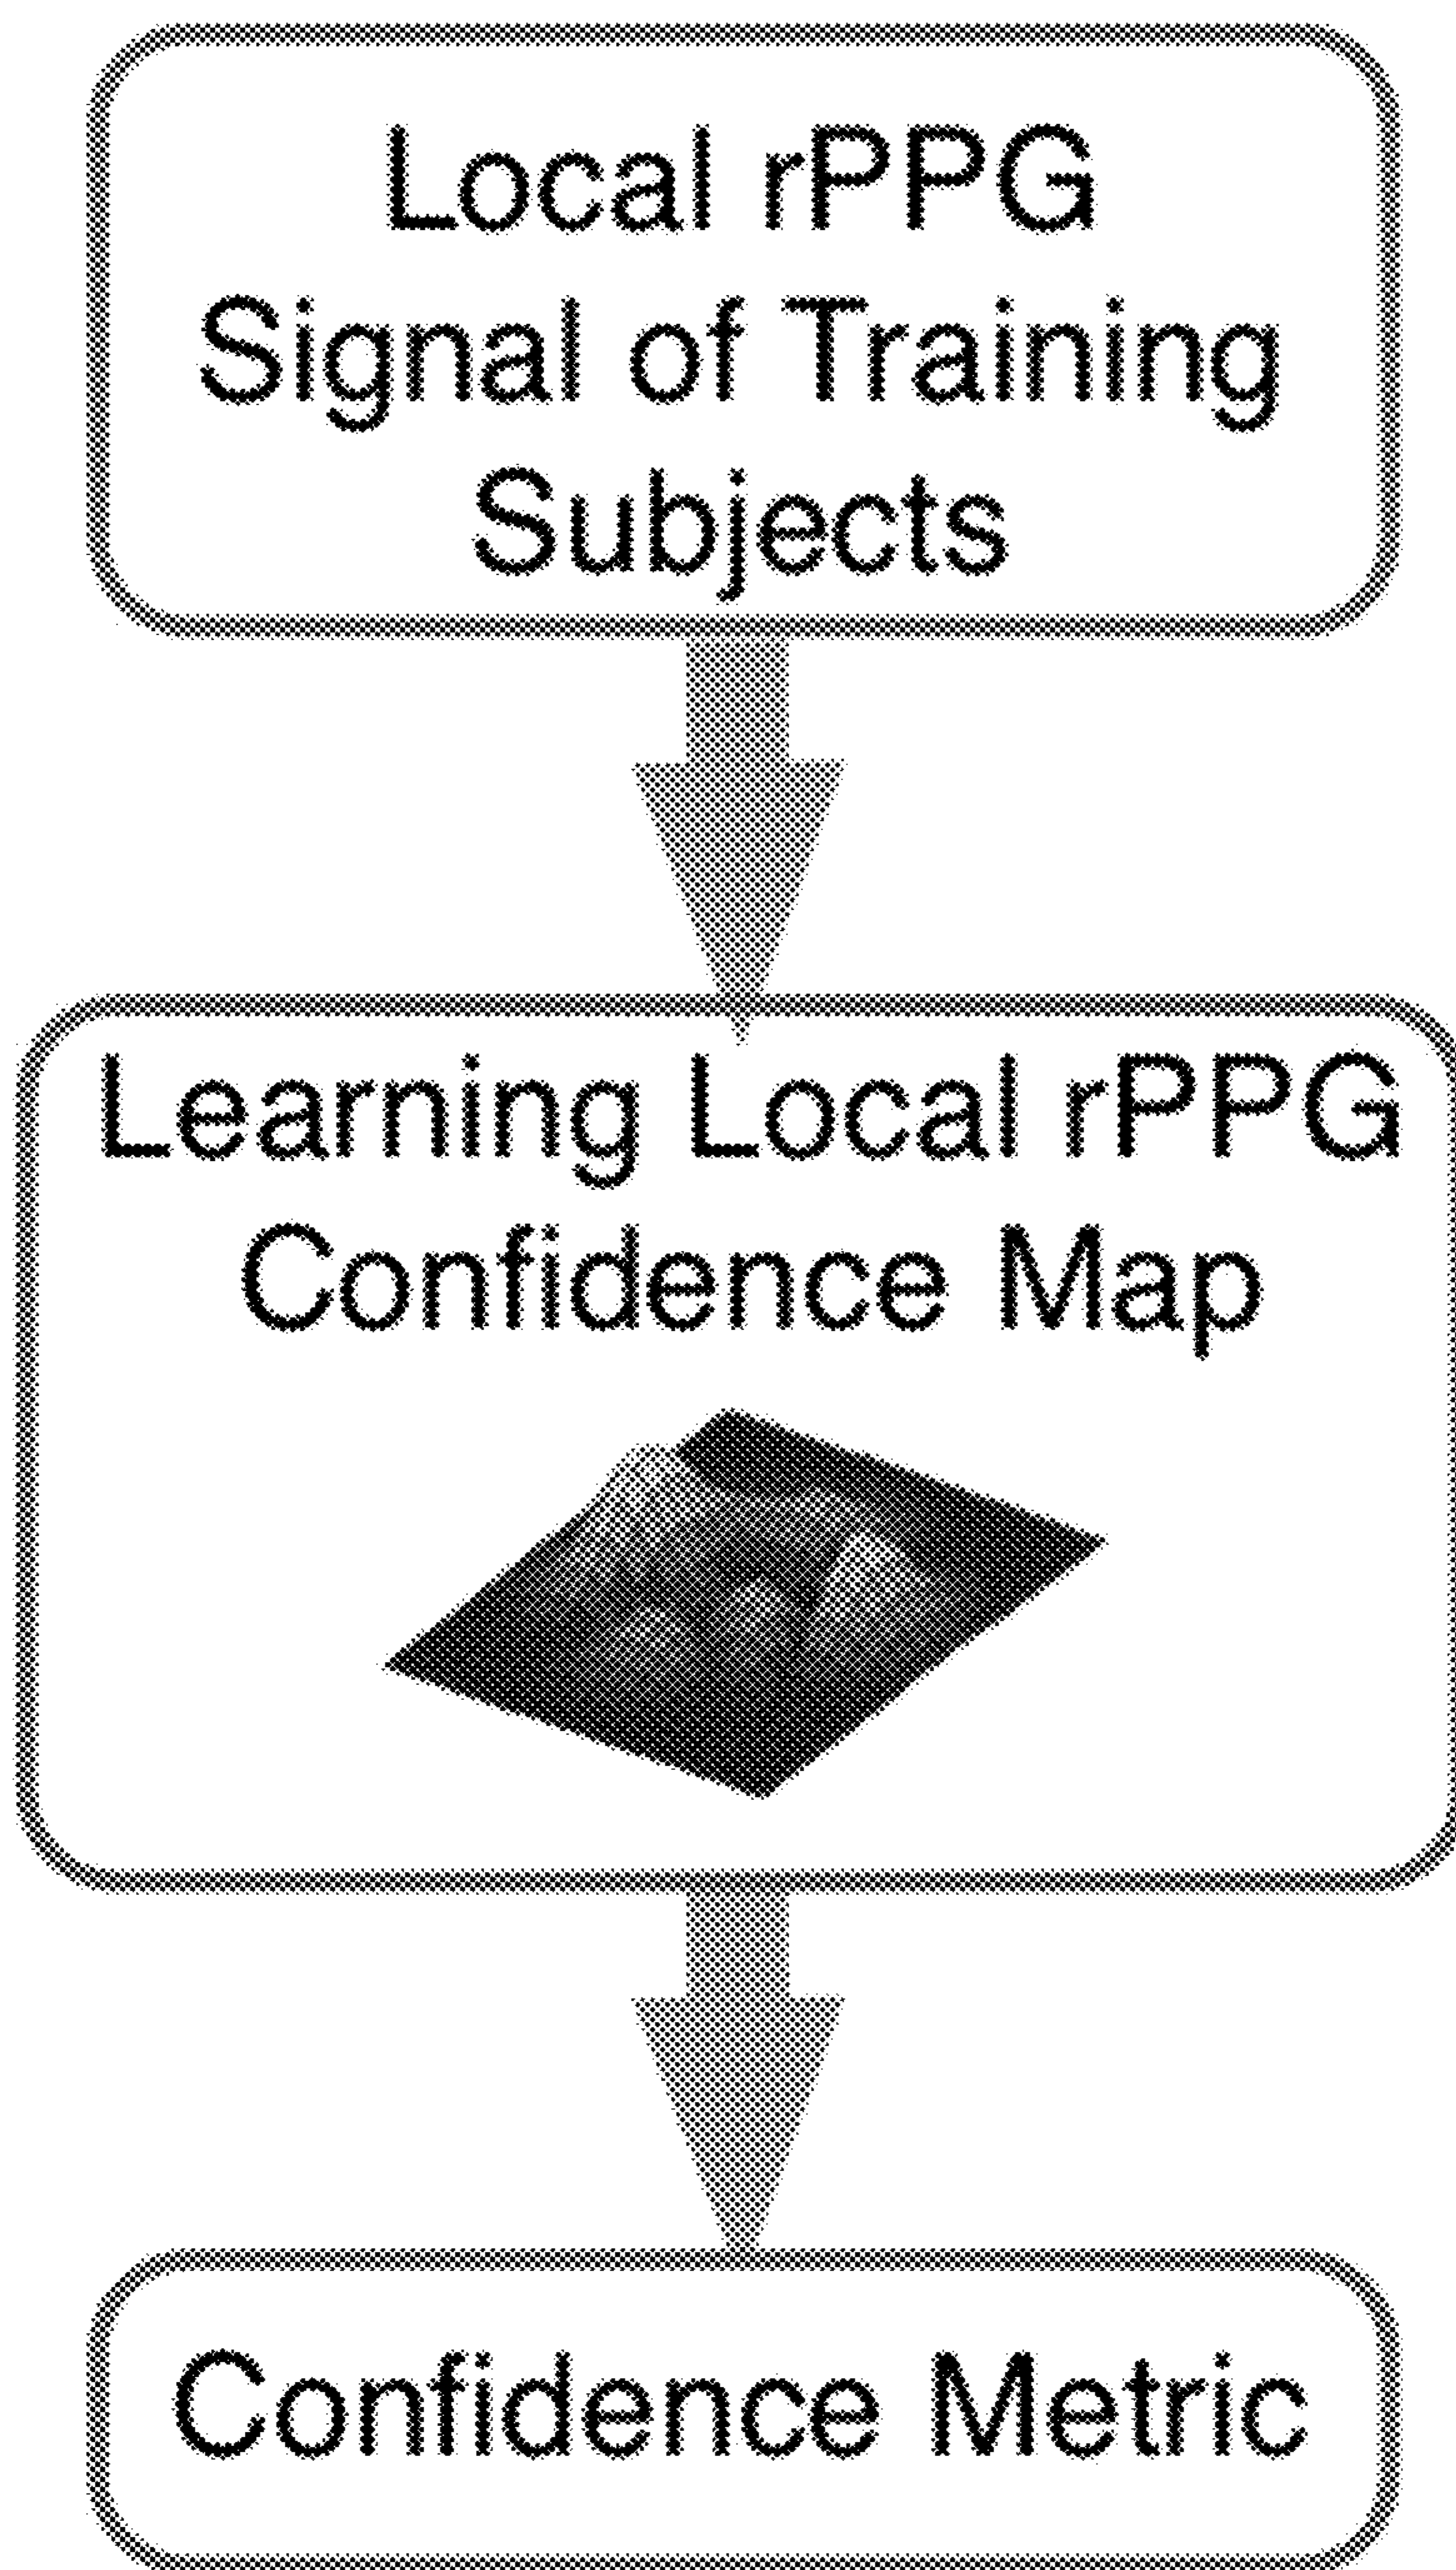 Local rPPG
Signal of Training
Subjects
Learning Local rPPG
Confidence Map
Confidence Metric